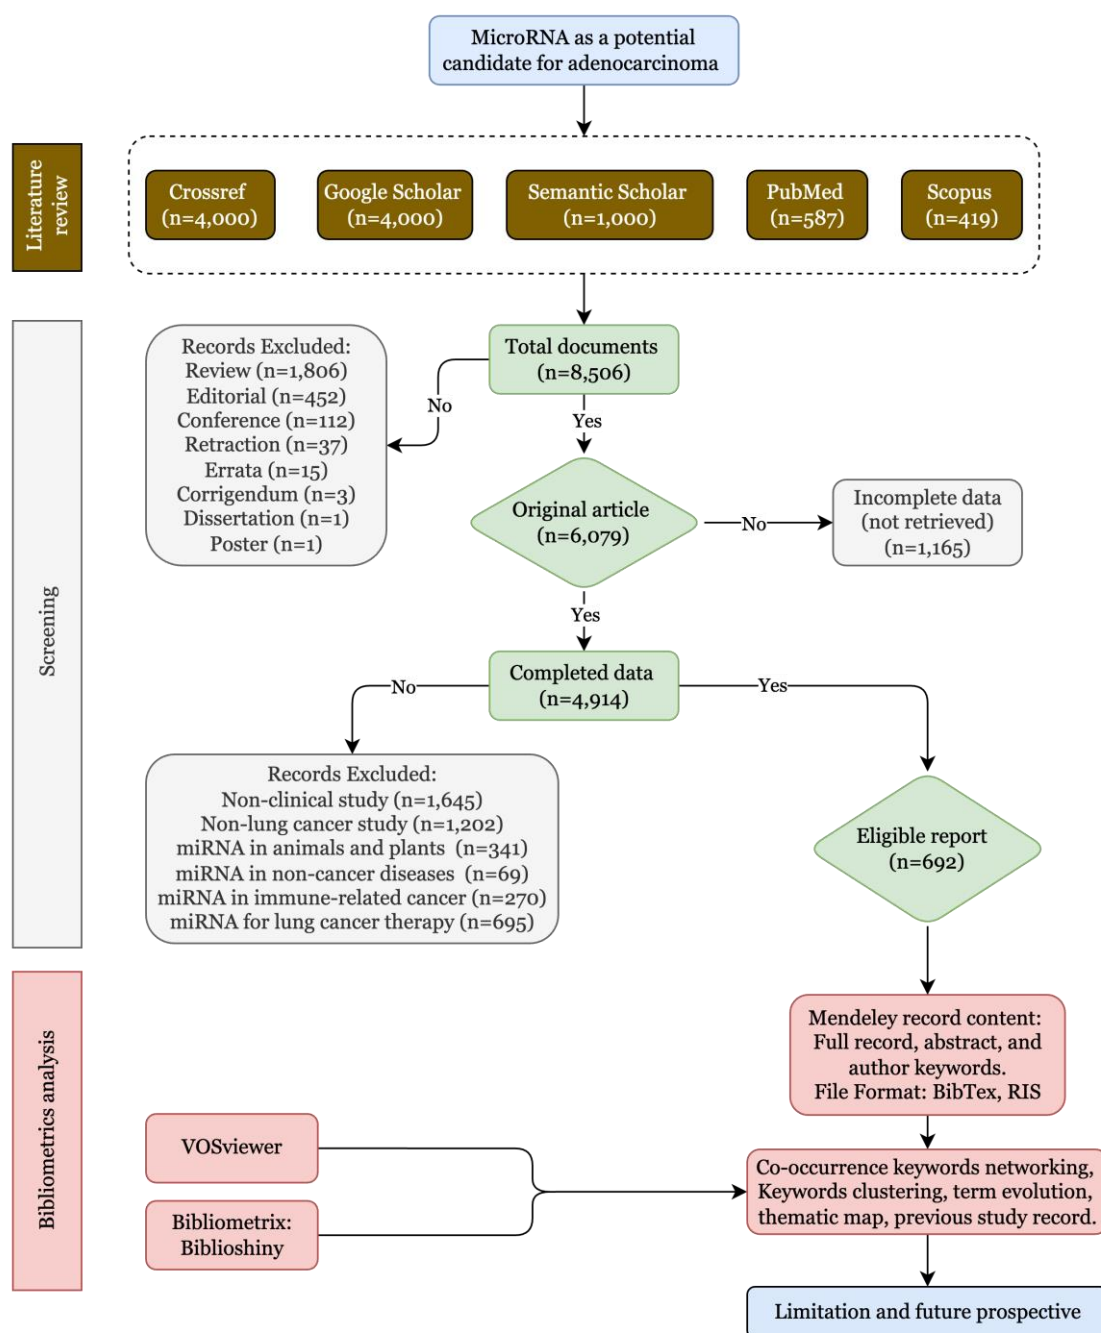 MicroRNA as a potential
candidate for adenocarcinoma
Literature
review
Crossref
(n=4,000)
Google Scholar
(n=4,000)
Semantic Scholar
(n=1,000)
PubMed
(n=587)
Scopus
(n=419)
Screening
Total documents
(n=8,506)
No
Yes
Records Excluded:
Review (n=1,806)
Editorial (n=452)
Conference (n=112)
Retraction (n=37)
Errata (n=15)
Corrigendum (n=3)
Dissertation (n=1)
Poster (n=1)
Original article
(n=6,079)
No
Incomplete data
(not retrieved)
(n=1,165)
Yes
Completed data
(n=4,914)
No
Yes
Records Excluded:
Non-clinical study (n=1,645)
Non-lung cancer study (n=1,202)
miRNA in animals and plants (n=341)
miRNA in non-cancer diseases (n=69)
miRNA in immune-related cancer (n=270)
miRNA for lung cancer therapy (n=695)
Eligible report
(n=692)
Bibliometrics analysis
Mendeley record content:
Full record, abstract, and
author keywords.
File Format: BibTex, RIS
VOSviewer
Bibliometrix:
Biblioshiny
Co-occurrence keywords networking,
Keywords clustering, term evolution,
thematic map, previous study record.
Limitation and future prospective